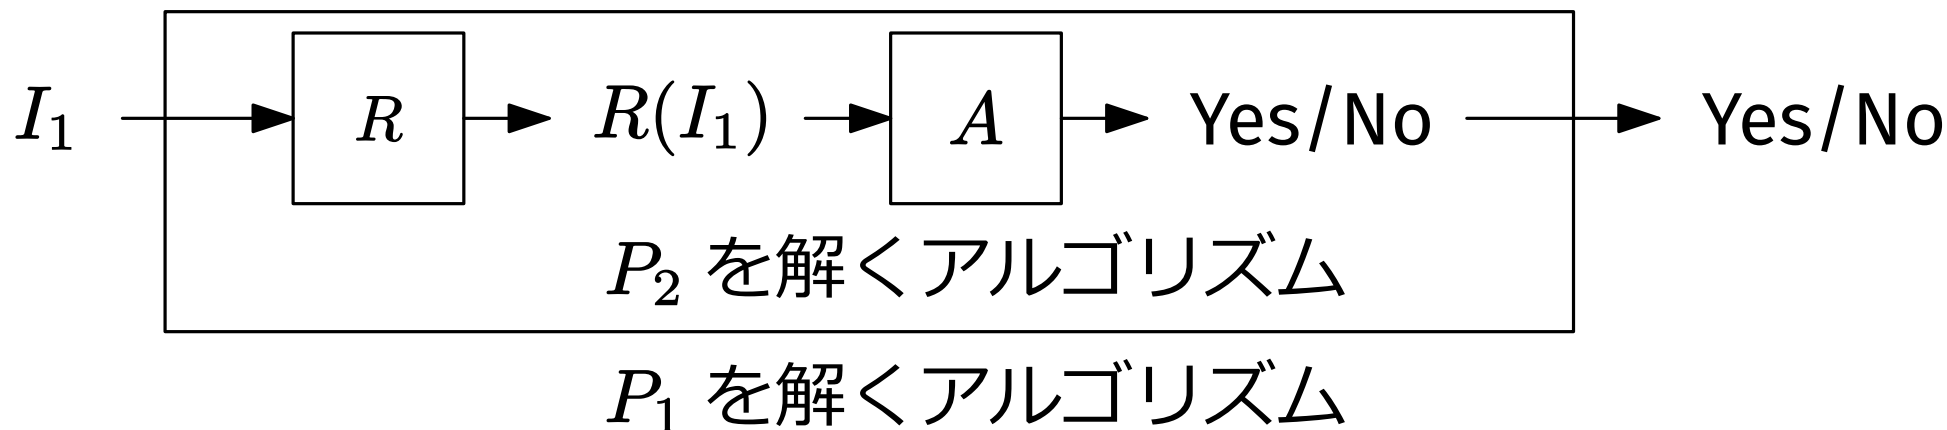 I₁ R R(I₁) A Yes/No Yes/No
P₂ を解くアルゴリズム
P₁ を解くアルゴリズム